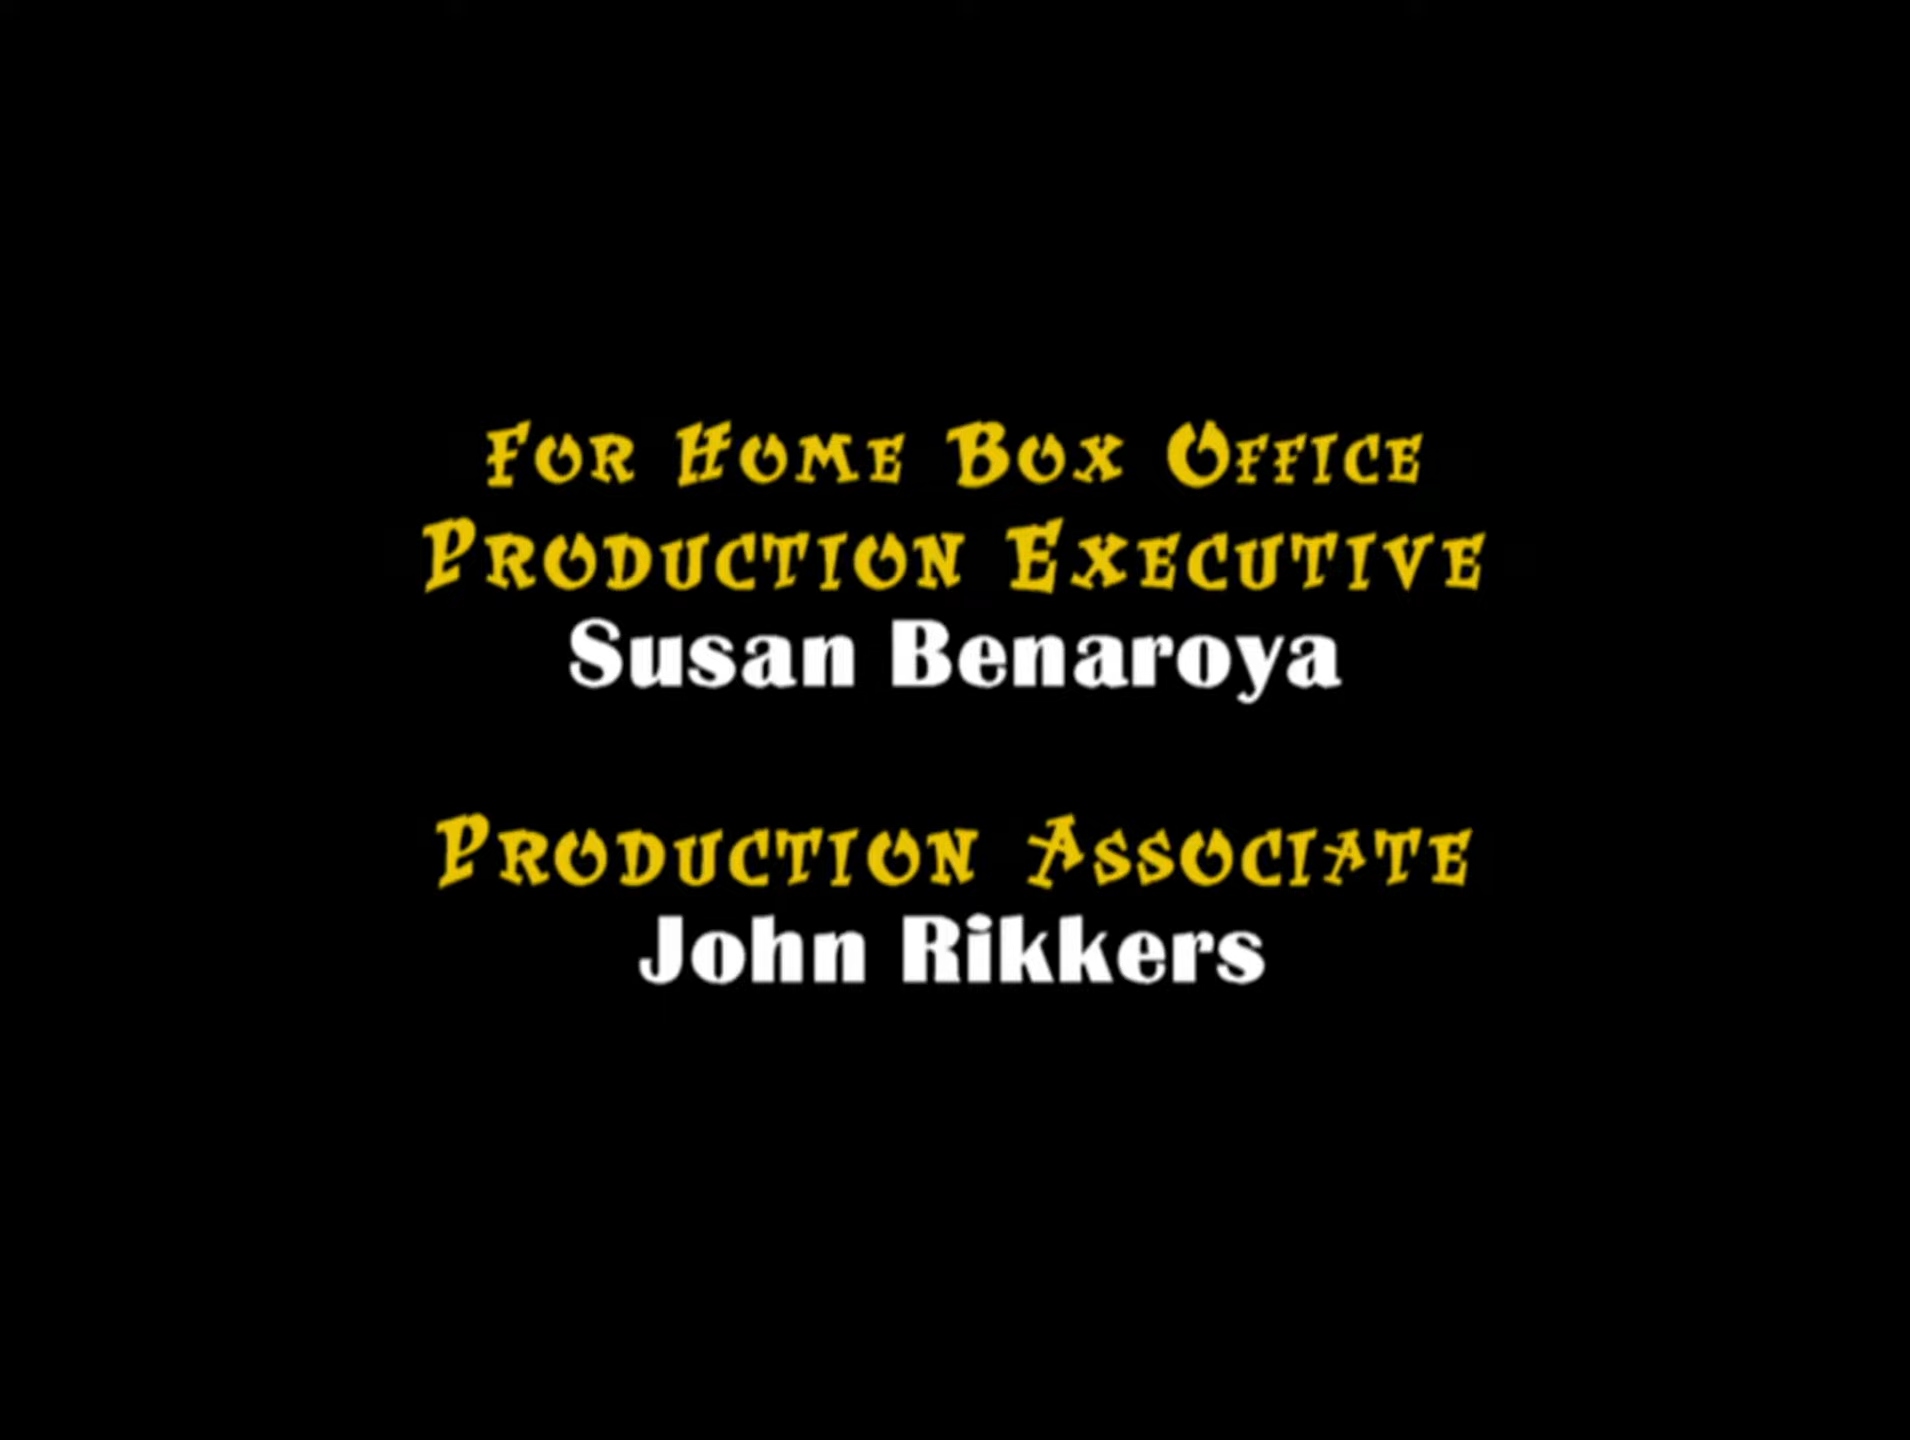 For Home Box Office
Production Executive
Susan Benaroya
Production Associate
John Rikkers